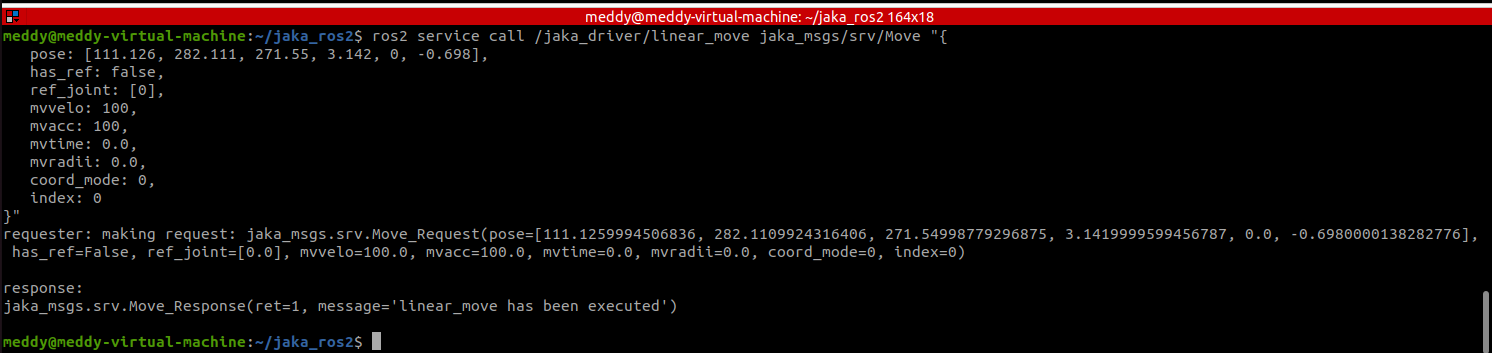 meddy@meddy-virtual-machine: ~/jaka_ros2 164x18
meddy@meddy-virtual-machine:~/jaka_ros2$ ros2 service call /jaka_driver/linear_move jaka_msgs/srv/Move "{
   pose: [111.126, 282.111, 271.55, 3.142, 0, -0.698],
   has_ref: false,
   ref_joint: [0],
   mvvelo: 100,
   mvacc: 100,
   mvtime: 0.0,
   mvradii: 0.0,
   coord_mode: 0,
   index: 0
}"
requester: making request: jaka_msgs.srv.Move_Request(pose=[111.1259994506836, 282.1109924316406, 271.54998779296875, 3.1419999599456787, 0.0, -0.6980000138282776],
 has_ref=False, ref_joint=[0.0], mvvelo=100.0, mvacc=100.0, mvtime=0.0, mvradii=0.0, coord_mode=0, index=0)
response:
jaka_msgs.srv.Move_Response(ret=1, message='linear_move has been executed')
meddy@meddy-virtual-machine:~/jaka_ros2$